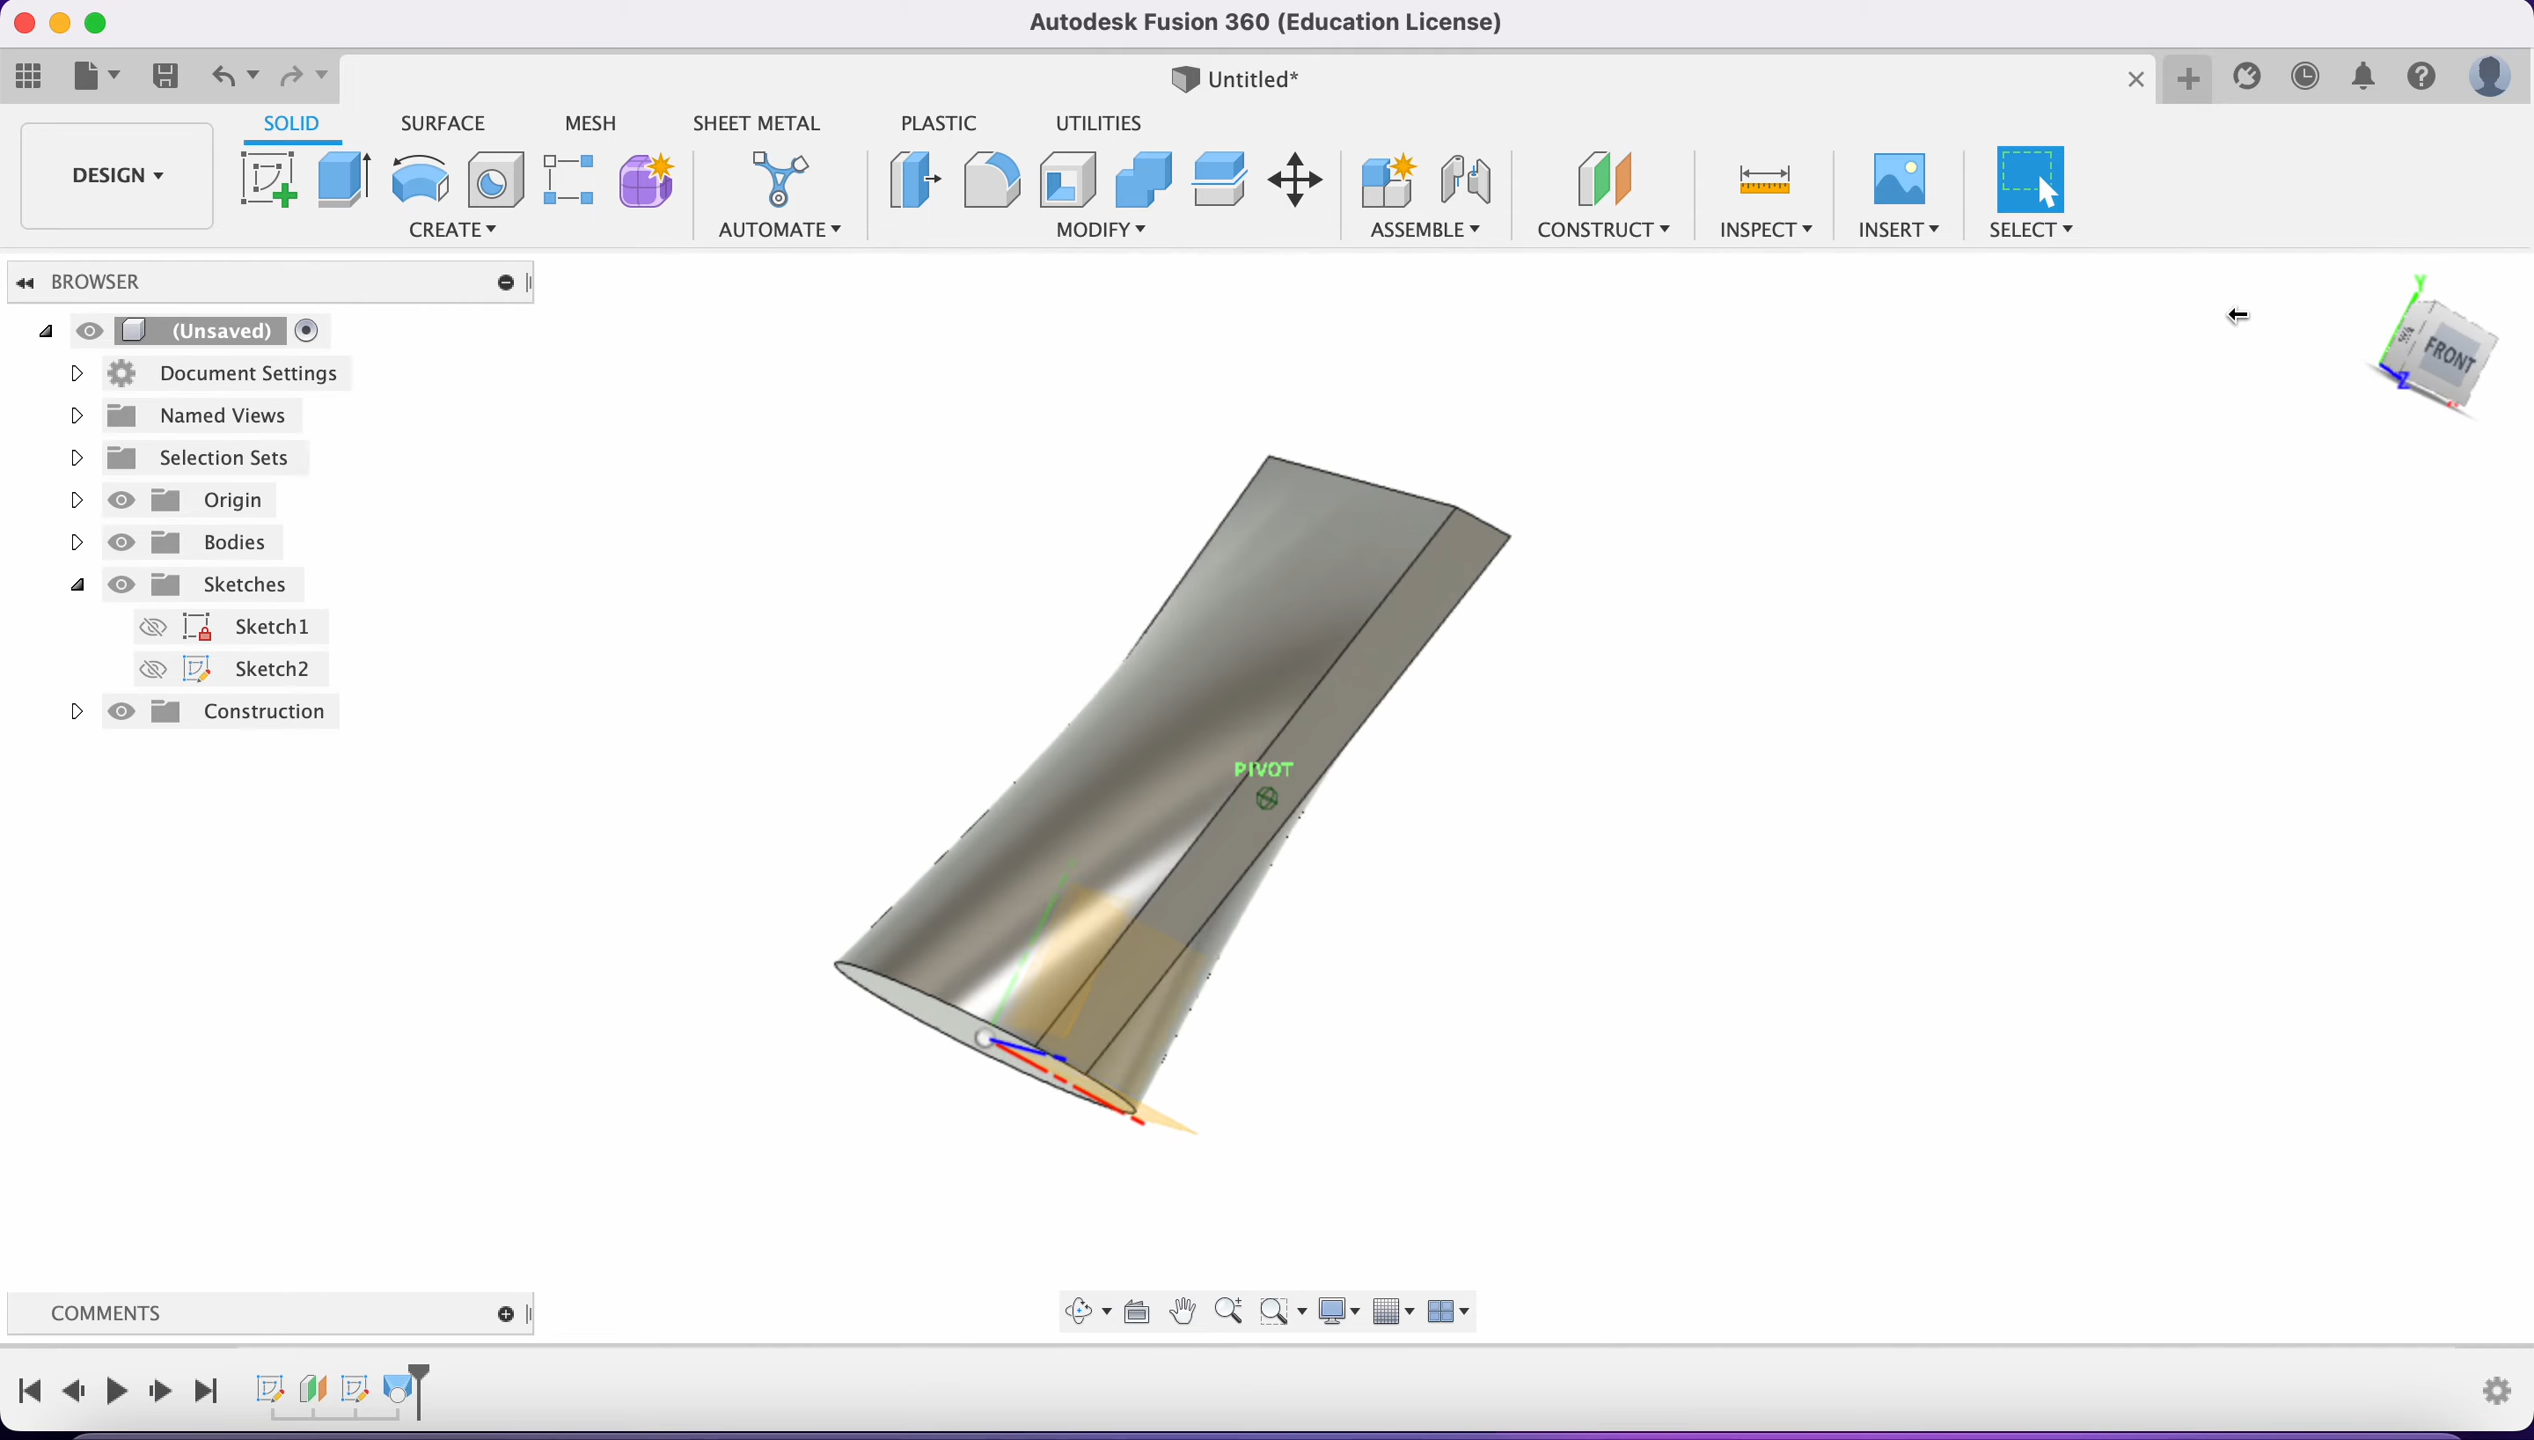 Autodesk Fusion 360 (Education License)
Untitled*
SOLID
SURFACE
MESH
SHEET METAL
PLASTIC
UTILITIES
DESIGN
CREATE
AUTOMATE
MODIFY
ASSEMBLE
CONSTRUCT
INSPECT
INSERT
SELECT
BROWSER
(Unsaved)
Document Settings
Named Views
Selection Sets
Origin
Bodies
Sketches
Sketch1
Sketch2
Construction
Y
FRONT
Z
PIVOT
COMMENTS